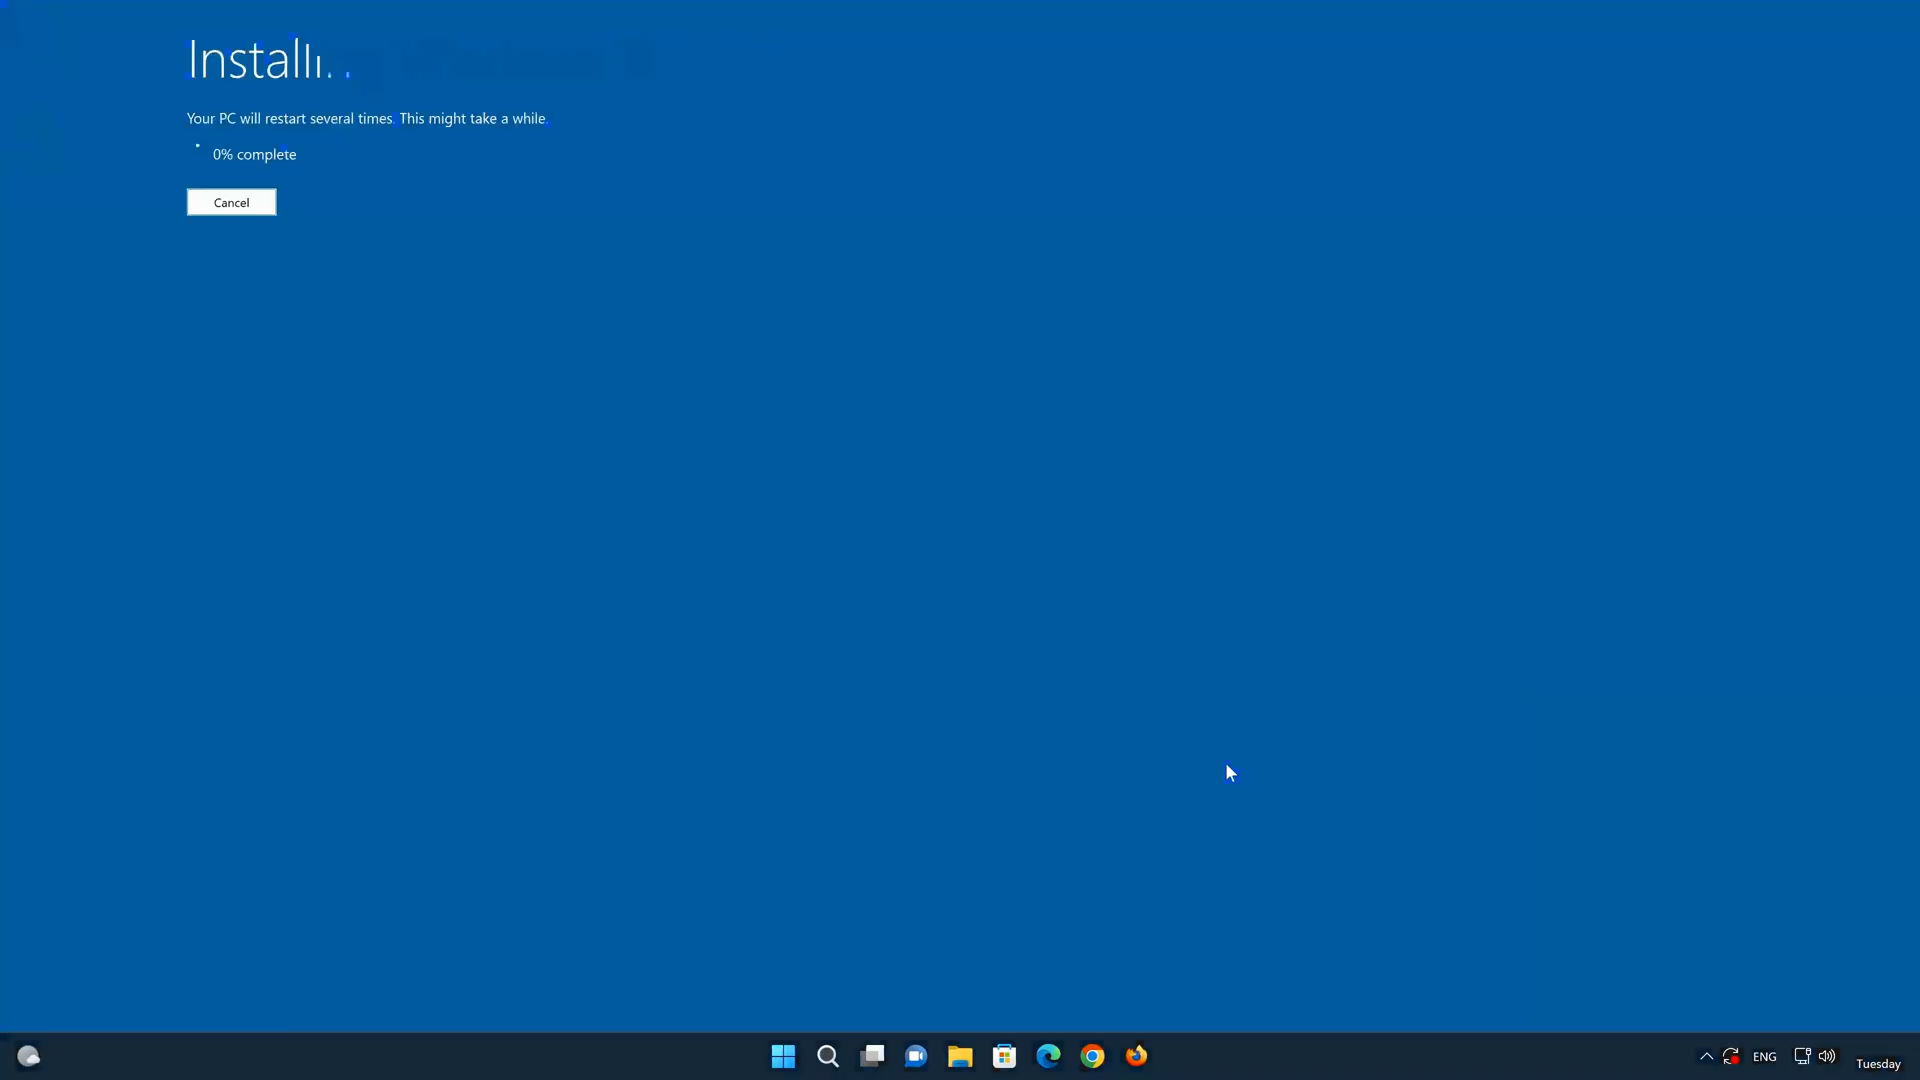 Your PC will restart several times. This might take a while.
0% complete
Cancel
ENG
Tuesday